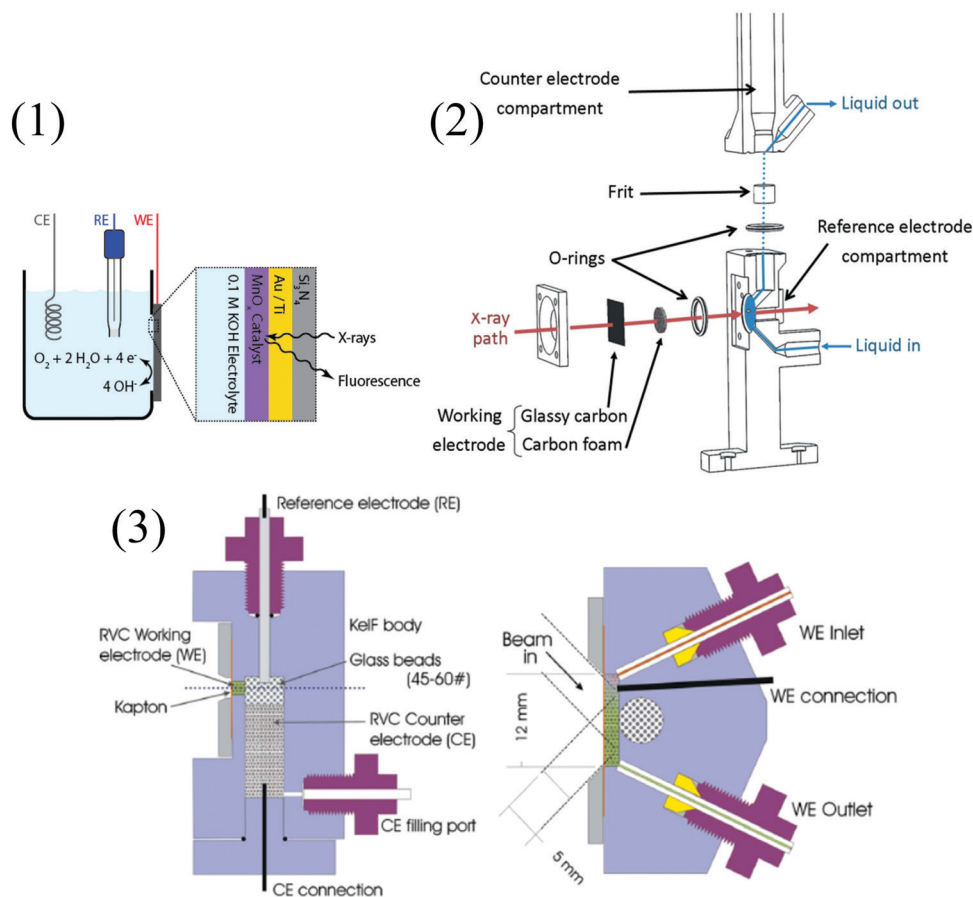 (1)
CE
RE
WE
O2 + 2 H2O + 4 e-
4 OH-
0.1 M KOH Electrolyte
MnOx Catalyst
Au / Ti
Si3N4
X-rays
Fluorescence
(2)
Counter electrode
compartment
Liquid out
Frit
O-rings
Reference electrode
compartment
X-ray
path
Liquid in
Working
electrode
Glassy carbon
Carbon foam
(3)
Reference electrode (RE)
RVC Working
electrode (WE)
Kapton
KelF body
Glass beads
(45-60#)
RVC Counter
electrode (CE)
CE filling port
CE connection
Beam
in
12 mm
5 mm
WE Inlet
WE connection
WE Outlet